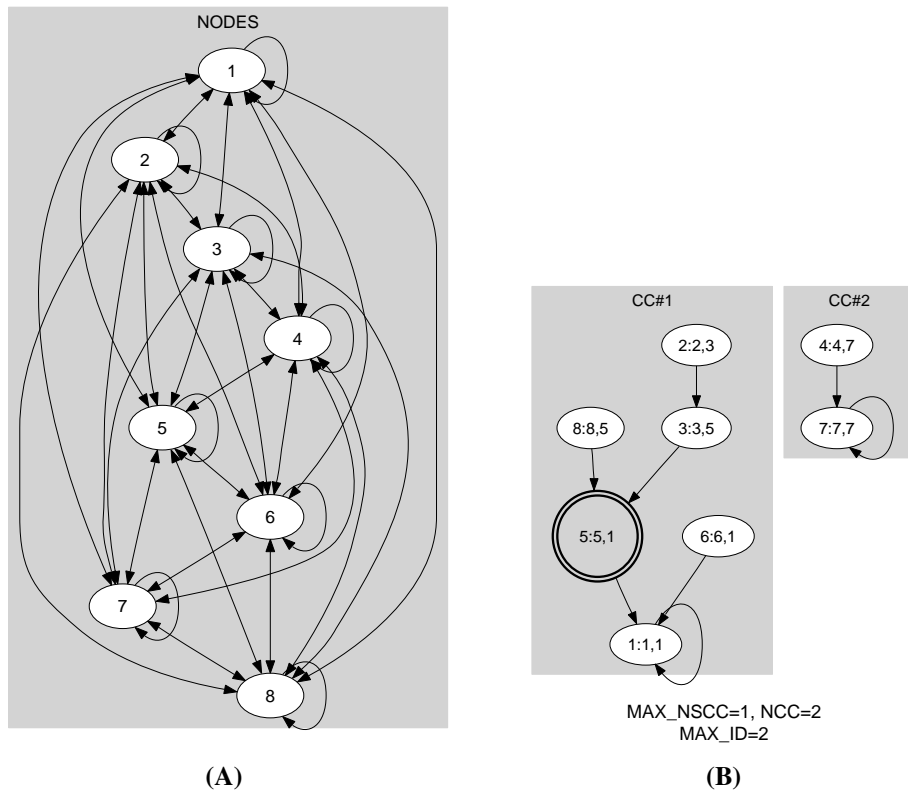 NODES
1
2
3
4
5
6
7
8
(A)
CC#1
2:2,3
8:8,5
3:3,5
5:5,1
6:6,1
1:1,1
CC#2
4:4,7
7:7,7
MAX_NSCC=1, NCC=2
MAX_ID=2
(B)